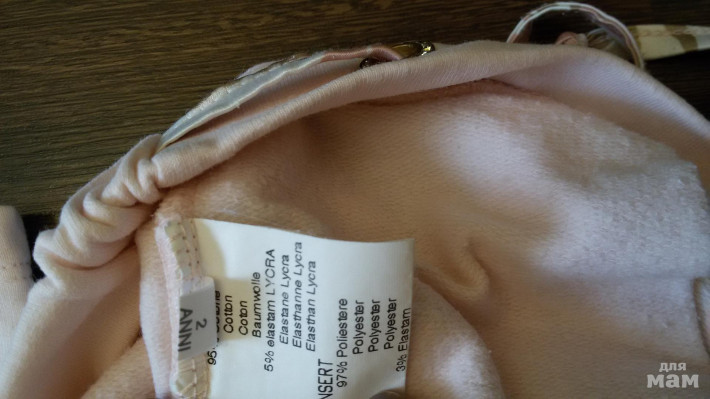 2
ANNI
Cotton
Coton
Baumwolle
5% elastam LYCRA
Elastane Lycra
Elasthanne Lycra
Elasthan Lycra
NSERT
97% Poliestere
Polyester
Polyester
Polyester
3% Elastam
для
мам